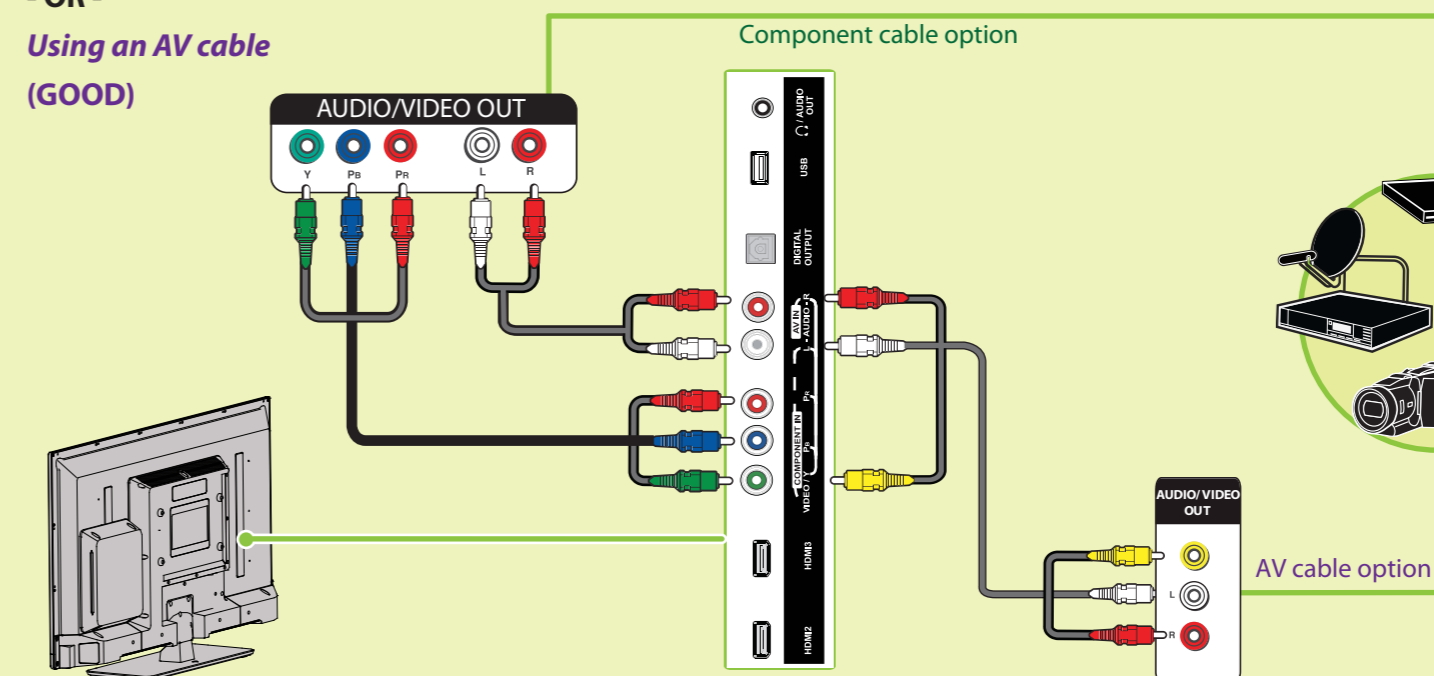 - OR -
Using an AV cable
(GOOD)
Component cable option
AUDIO/VIDEO OUT
Y PB PR L R
🎧 / AUDIO
OUT
USB
DIGITAL
OUTPUT
AV IN
L - AUDIO - R
COMPONENT IN
VIDEO / Y PB PR
HDMI3
HDMI2
AUDIO/ VIDEO
OUT
L
R
AV cable option